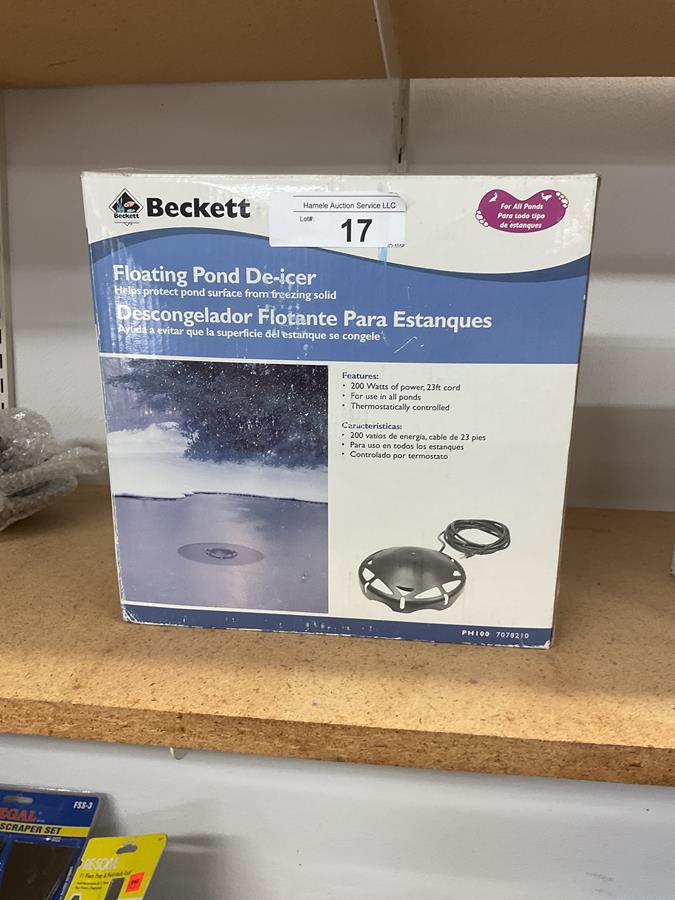 Beckett
Beckett
Hamele Auction Service LLC
Lot#:
17
For All Ponds
Para todo tipo
de estanques
Floating Pond De-icer
Helps protect pond surface from freezing solid
Descongelador Flotante Para Estanques
Ayuda a evitar que la superficie del estanque se congele
Features:
• 200 Watts of power, 23ft cord
• For use in all ponds
• Thermostatically controlled
Características:
• 200 vatios de energía, cable de 23 pies
• Para uso en todos los estanques
• Controlado por termostato
PH100 7078210
FSS-3
SCRAPER SET